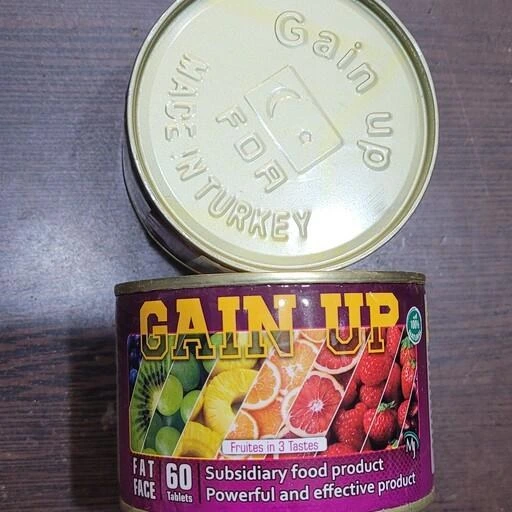 Gain up
FDA
MADE IN TURKEY
GAIN UP
100%
Fruites in 3 Tastes
FAT
FACE
60
Tablets
Subsidiary food product
Powerful and effective product